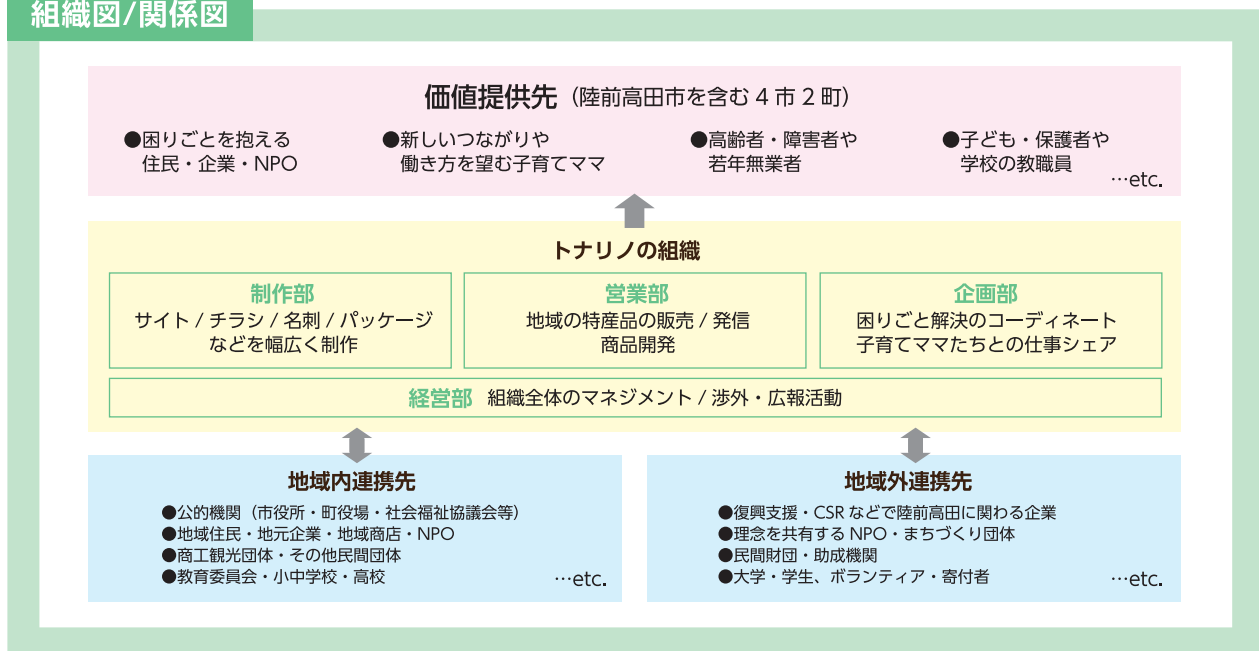 組織図/関係図
価値提供先（陸前高田市を含む4市2町）
●困りごとを抱える
住民・企業・NPO
●新しいつながりや
働き方を望む子育てママ
●高齢者・障害者や
若年無業者
●子ども・保護者や
学校の教職員
…etc.
トナリノの組織
制作部
サイト / チラシ / 名刺 / パッケージ
などを幅広く制作
営業部
地域の特産品の販売 / 発信
商品開発
企画部
困りごと解決のコーディネート
子育てママたちとの仕事シェア
経営部 組織全体のマネジメント / 渉外・広報活動
地域内連携先
●公的機関（市役所・町役場・社会福祉協議会等）
●地域住民・地元企業・地域商店・NPO
●商工観光団体・その他民間団体
●教育委員会・小中学校・高校
…etc.
地域外連携先
●復興支援・CSRなどで陸前高田に関わる企業
●理念を共有するNPO・まちづくり団体
●民間財団・助成機関
●大学・学生、ボランティア・寄付者
…etc.